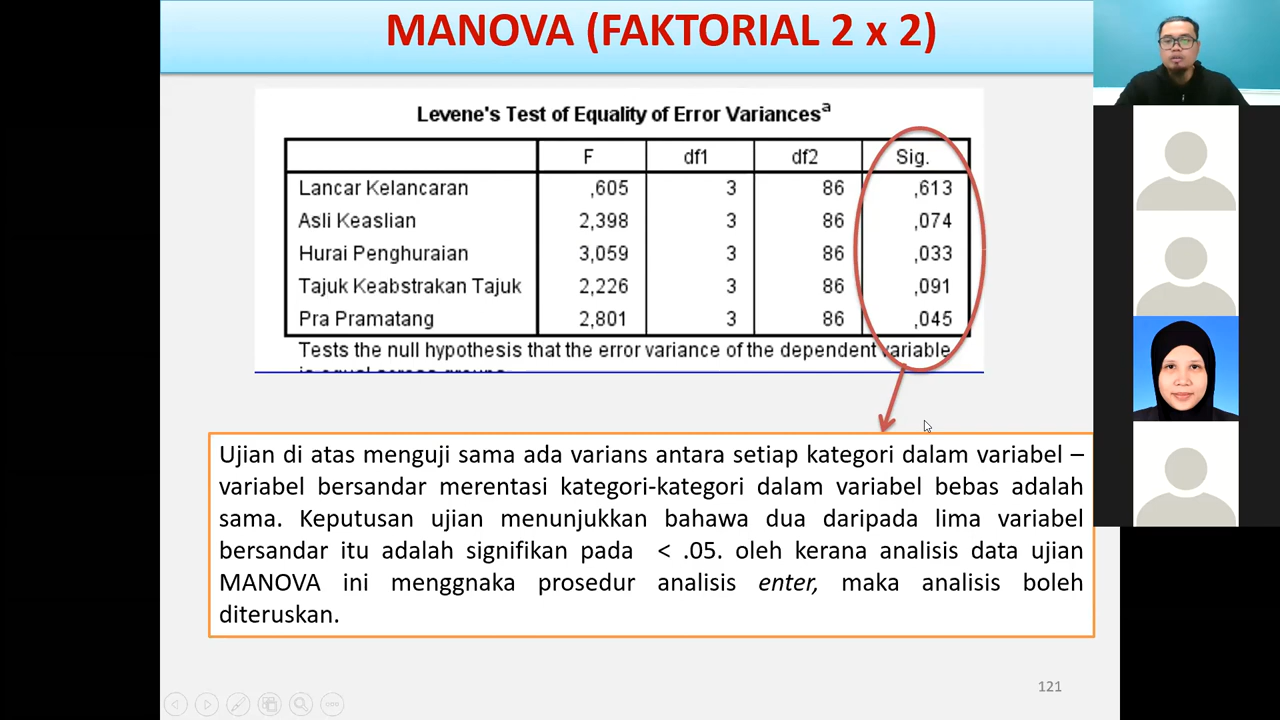 MANOVA (FAKTORIAL 2 x 2)
Levene's Test of Equality of Error Variancesa
F df1 df2 Sig.
Lancar Kelancaran ,605 3 86 ,613
Asli Keaslian 2,398 3 86 ,074
Hurai Penghuraian 3,059 3 86 ,033
Tajuk Keabstrakan Tajuk 2,226 3 86 ,091
Pra Pramatang 2,801 3 86 ,045
Tests the null hypothesis that the error variance of the dependent variable
Ujian di atas menguji sama ada varians antara setiap kategori dalam variabel –
variabel bersandar merentasi kategori-kategori dalam variabel bebas adalah
sama. Keputusan ujian menunjukkan bahawa dua daripada lima variabel
bersandar itu adalah signifikan pada < .05. oleh kerana analisis data ujian
MANOVA ini menggnaka prosedur analisis enter, maka analisis boleh
diteruskan.
121